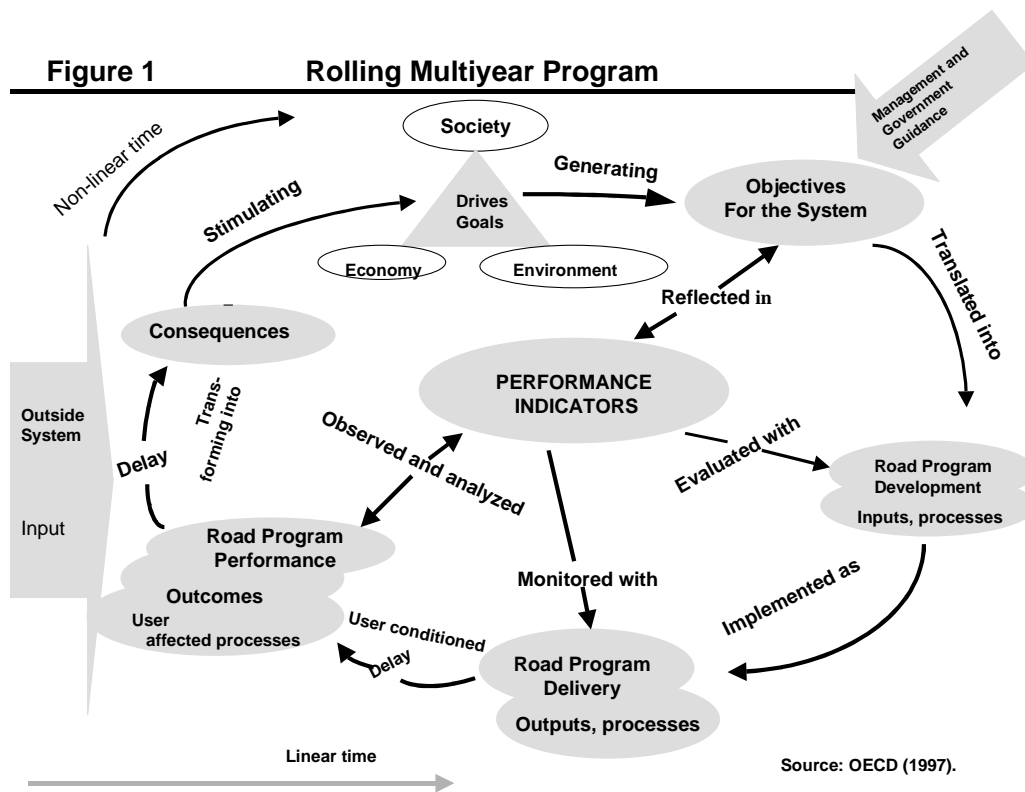 Figure 1
Rolling Multiyear Program
Management and
Government
Guidance
Non-linear time
Society
Generating
Objectives
For the System
Stimulating
Drives
Goals
Economy
Environment
Translated into
Reflected in
Consequences
PERFORMANCE
INDICATORS
Outside
System
Input
Delay
Trans-
forming into
Observed and analyzed
Evaluated with
Road Program
Development
Inputs, processes
Road Program
Performance
Outcomes
User
affected processes
Monitored with
Implemented as
User conditioned
Delay
Road Program
Delivery
Outputs, processes
Linear time
Source: OECD (1997).